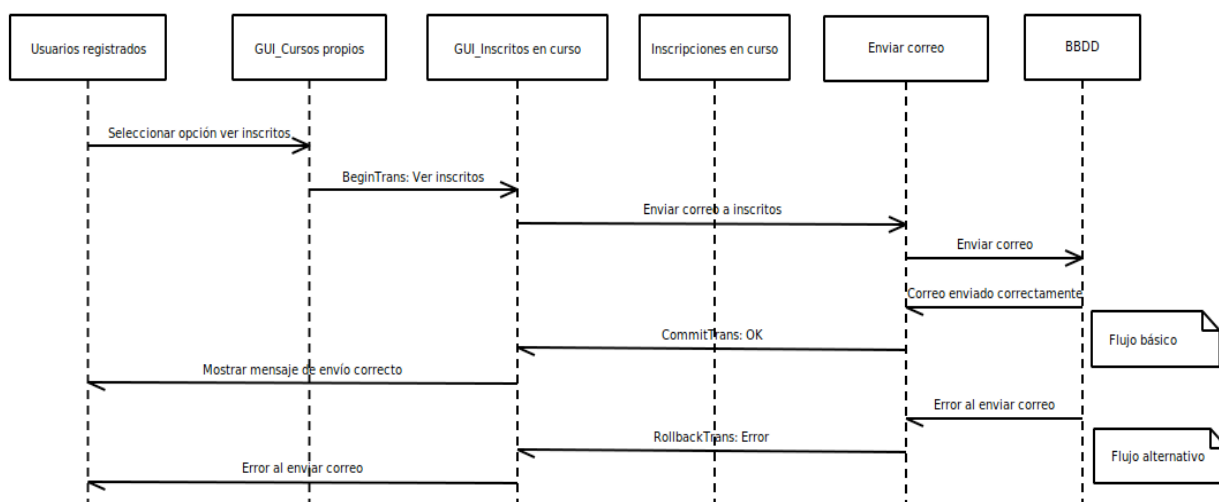 Usuarios registrados
GUI_Cursos propios
GUI_Inscritos en curso
Inscripciones en curso
Enviar correo
BBDD
Seleccionar opción ver inscritos
BeginTrans: Ver inscritos
Enviar correo a inscritos
Enviar correo
Correo enviado correctamente
CommitTrans: OK
Flujo básico
Mostrar mensaje de envío correcto
Error al enviar correo
RollbackTrans: Error
Flujo alternativo
Error al enviar correo